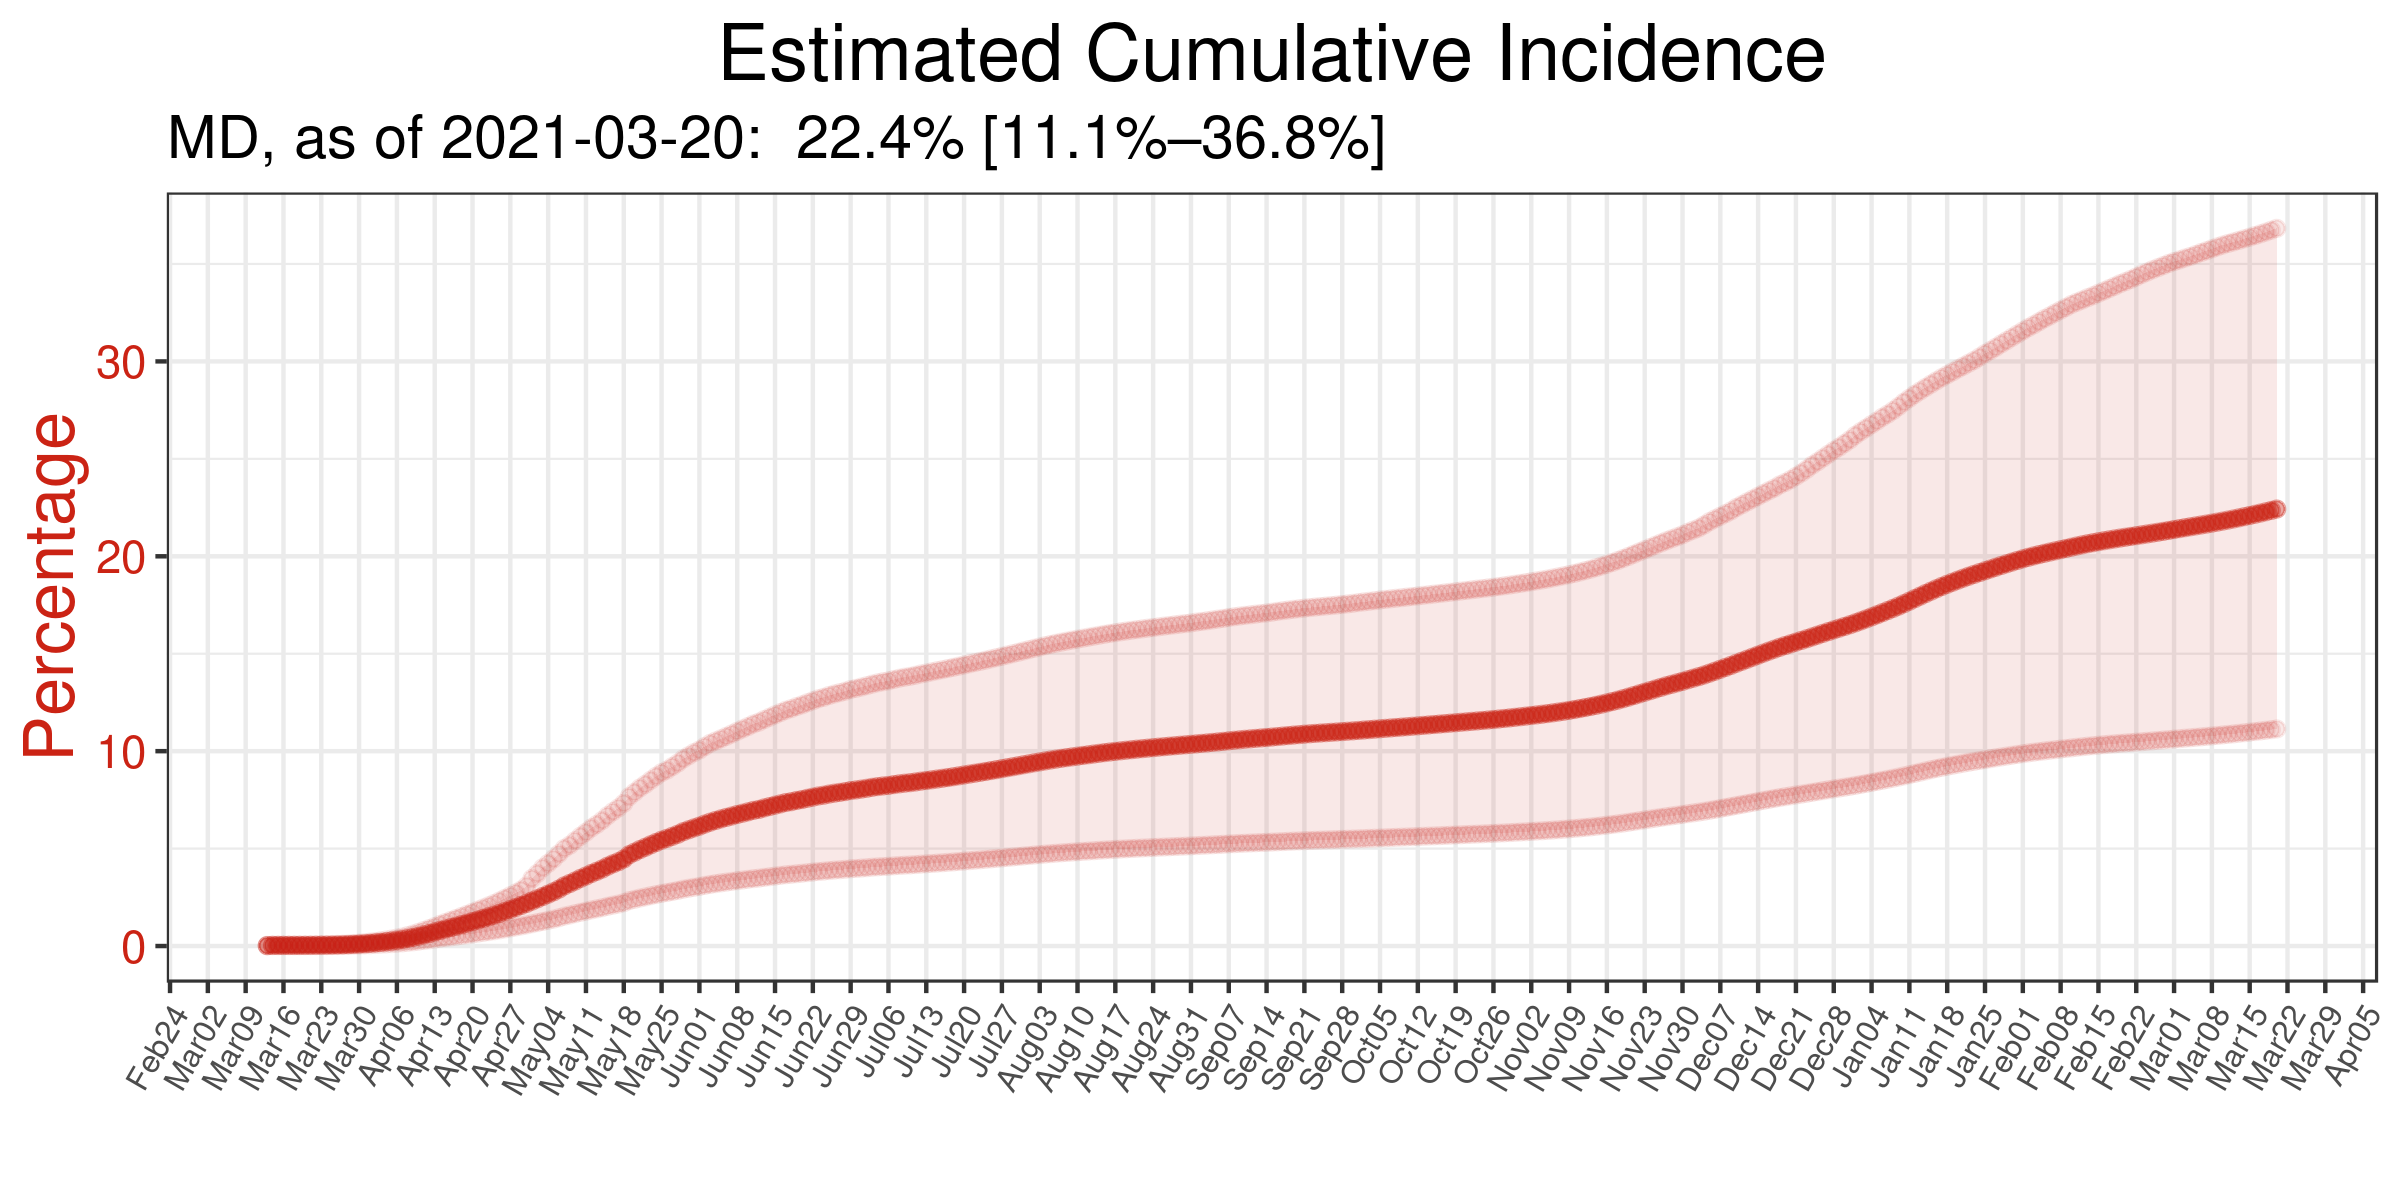 Estimated Cumulative Incidence
MD, as of 2021-03-20:  22.4% [11.1%–36.8%]
Percentage
30
20
10
0
Feb24
Mar02
Mar09
Mar16
Mar23
Mar30
Apr06
Apr13
Apr20
Apr27
May04
May11
May18
May25
Jun01
Jun08
Jun15
Jun22
Jun29
Jul06
Jul13
Jul20
Jul27
Aug03
Aug10
Aug17
Aug24
Aug31
Sep07
Sep14
Sep21
Sep28
Oct05
Oct12
Oct19
Oct26
Nov02
Nov09
Nov16
Nov23
Nov30
Dec07
Dec14
Dec21
Dec28
Jan04
Jan11
Jan18
Jan25
Feb01
Feb08
Feb15
Feb22
Mar01
Mar08
Mar15
Mar22
Mar29
Apr05